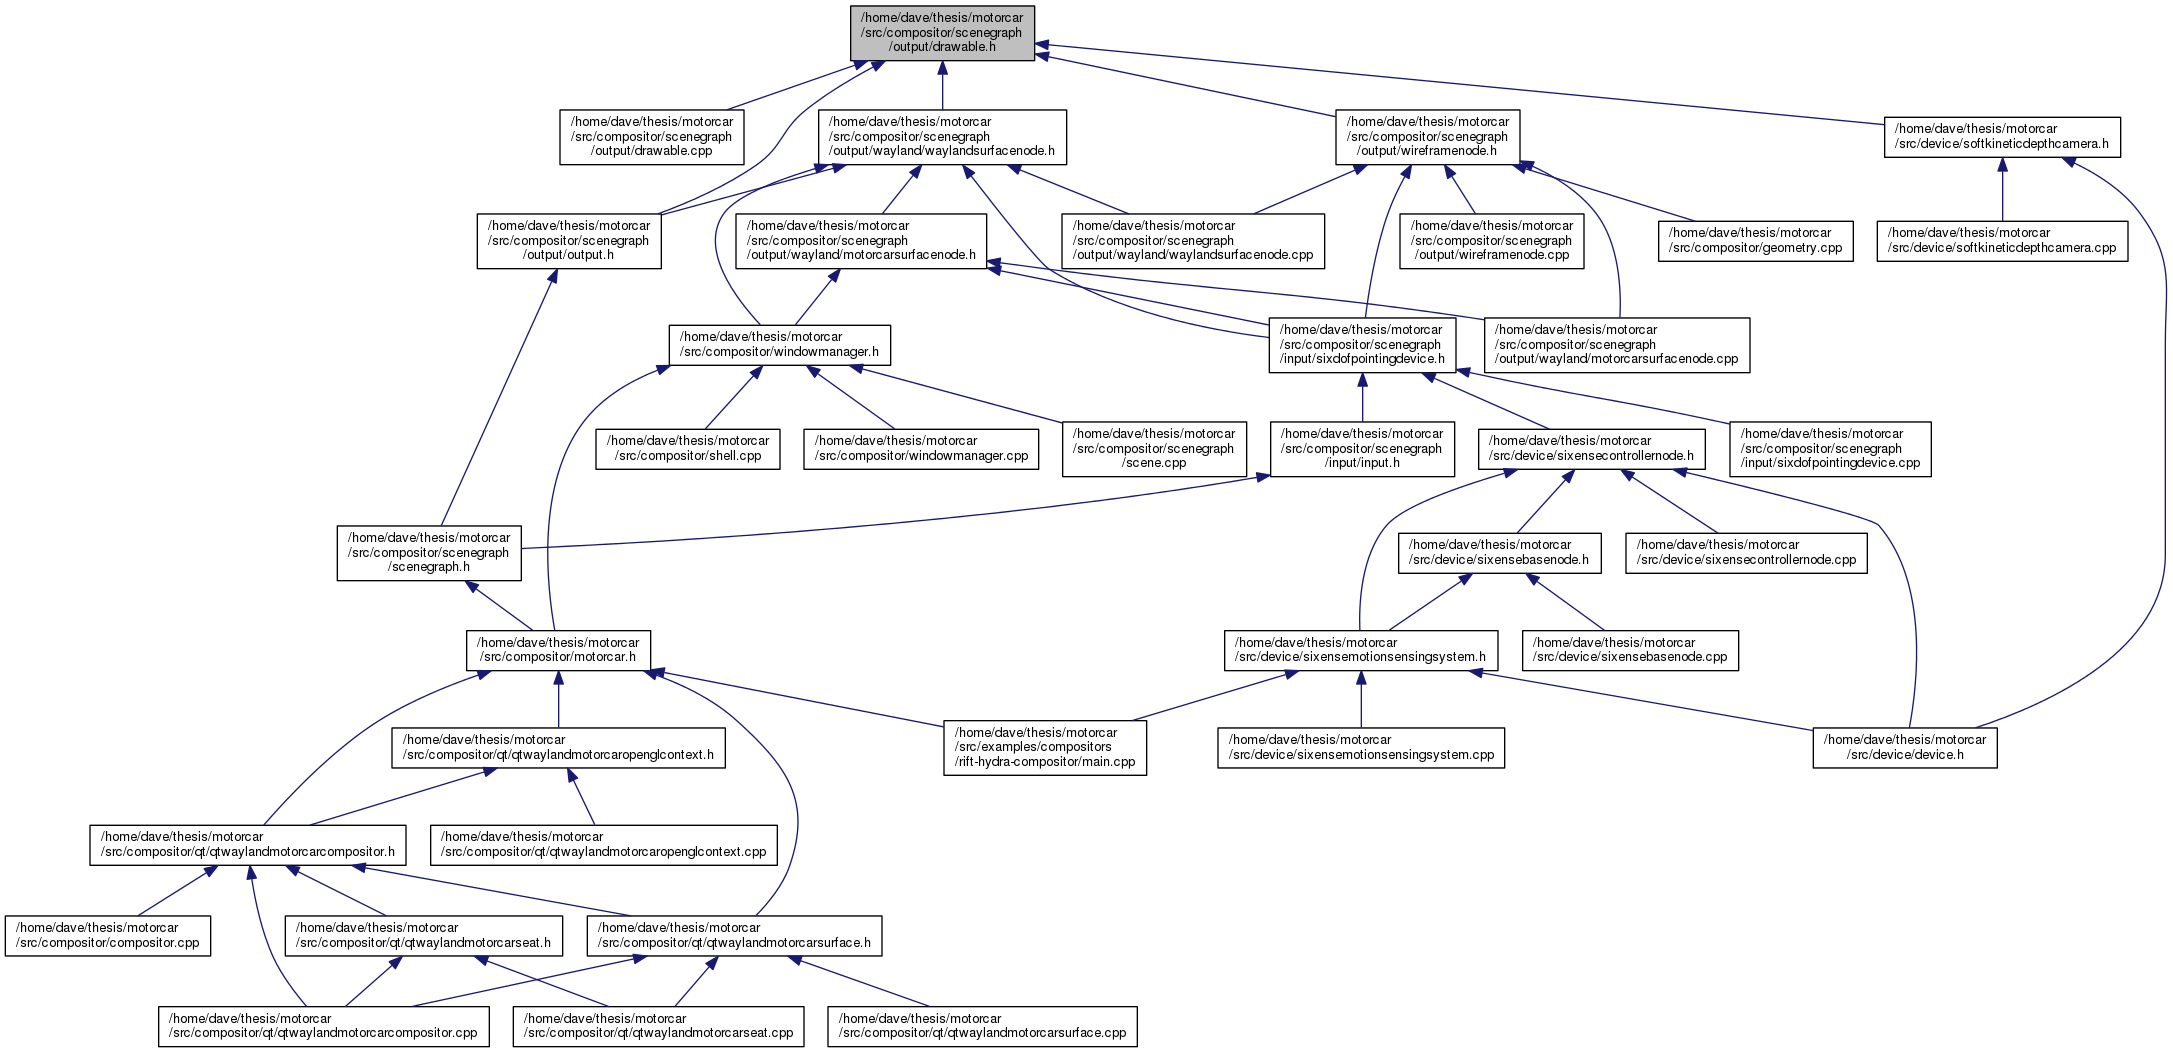 /home/dave/thesis/motorcar
/src/compositor/scenegraph
/output/drawable.h
/home/dave/thesis/motorcar
/src/compositor/scenegraph
/output/drawable.cpp
/home/dave/thesis/motorcar
/src/compositor/scenegraph
/output/wayland/waylandsurfacenode.h
/home/dave/thesis/motorcar
/src/compositor/scenegraph
/output/wireframenode.h
/home/dave/thesis/motorcar
/src/device/softkineticdepthcamera.h
/home/dave/thesis/motorcar
/src/compositor/scenegraph
/output/output.h
/home/dave/thesis/motorcar
/src/compositor/scenegraph
/output/wayland/motorcarsurfacenode.h
/home/dave/thesis/motorcar
/src/compositor/scenegraph
/output/wayland/waylandsurfacenode.cpp
/home/dave/thesis/motorcar
/src/compositor/scenegraph
/output/wireframenode.cpp
/home/dave/thesis/motorcar
/src/compositor/geometry.cpp
/home/dave/thesis/motorcar
/src/device/softkineticdepthcamera.cpp
/home/dave/thesis/motorcar
/src/compositor/windowmanager.h
/home/dave/thesis/motorcar
/src/compositor/scenegraph
/input/sixdofpointingdevice.h
/home/dave/thesis/motorcar
/src/compositor/scenegraph
/output/wayland/motorcarsurfacenode.cpp
/home/dave/thesis/motorcar
/src/compositor/shell.cpp
/home/dave/thesis/motorcar
/src/compositor/windowmanager.cpp
/home/dave/thesis/motorcar
/src/compositor/scenegraph
/scene.cpp
/home/dave/thesis/motorcar
/src/compositor/scenegraph
/input/input.h
/home/dave/thesis/motorcar
/src/device/sixensecontrollernode.h
/home/dave/thesis/motorcar
/src/compositor/scenegraph
/input/sixdofpointingdevice.cpp
/home/dave/thesis/motorcar
/src/compositor/scenegraph
/scenegraph.h
/home/dave/thesis/motorcar
/src/device/sixensebasenode.h
/home/dave/thesis/motorcar
/src/device/sixensecontrollernode.cpp
/home/dave/thesis/motorcar
/src/compositor/motorcar.h
/home/dave/thesis/motorcar
/src/device/sixensemotionsensingsystem.h
/home/dave/thesis/motorcar
/src/device/sixensebasenode.cpp
/home/dave/thesis/motorcar
/src/compositor/qt/qtwaylandmotorcaropenglcontext.h
/home/dave/thesis/motorcar
/src/examples/compositors
/rift-hydra-compositor/main.cpp
/home/dave/thesis/motorcar
/src/device/sixensemotionsensingsystem.cpp
/home/dave/thesis/motorcar
/src/device/device.h
/home/dave/thesis/motorcar
/src/compositor/qt/qtwaylandmotorcarcompositor.h
/home/dave/thesis/motorcar
/src/compositor/qt/qtwaylandmotorcaropenglcontext.cpp
/home/dave/thesis/motorcar
/src/compositor/compositor.cpp
/home/dave/thesis/motorcar
/src/compositor/qt/qtwaylandmotorcarseat.h
/home/dave/thesis/motorcar
/src/compositor/qt/qtwaylandmotorcarsurface.h
/home/dave/thesis/motorcar
/src/compositor/qt/qtwaylandmotorcarcompositor.cpp
/home/dave/thesis/motorcar
/src/compositor/qt/qtwaylandmotorcarseat.cpp
/home/dave/thesis/motorcar
/src/compositor/qt/qtwaylandmotorcarsurface.cpp